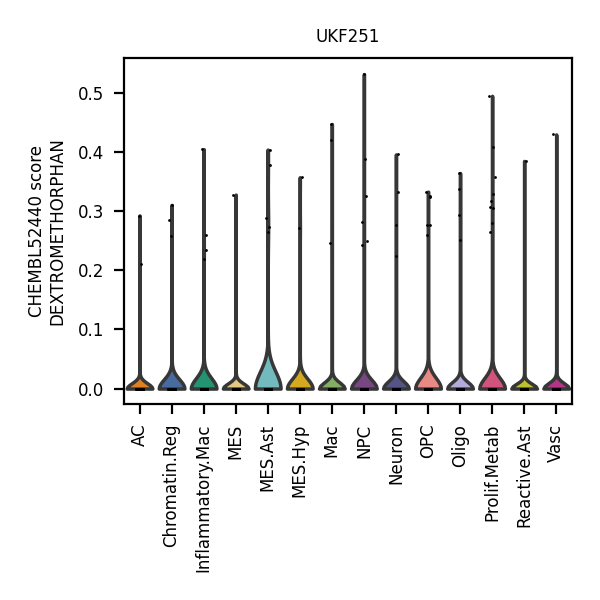 UKF251
CHEMBL52440 score
DEXTROMETHORPHAN
0.5
0.4
0.3
0.2
0.1
0.0
AC
Chromatin.Reg
Inflammatory.Mac
MES
MES.Ast
MES.Hyp
Mac
NPC
Neuron
OPC
Oligo
Prolif.Metab
Reactive.Ast
Vasc